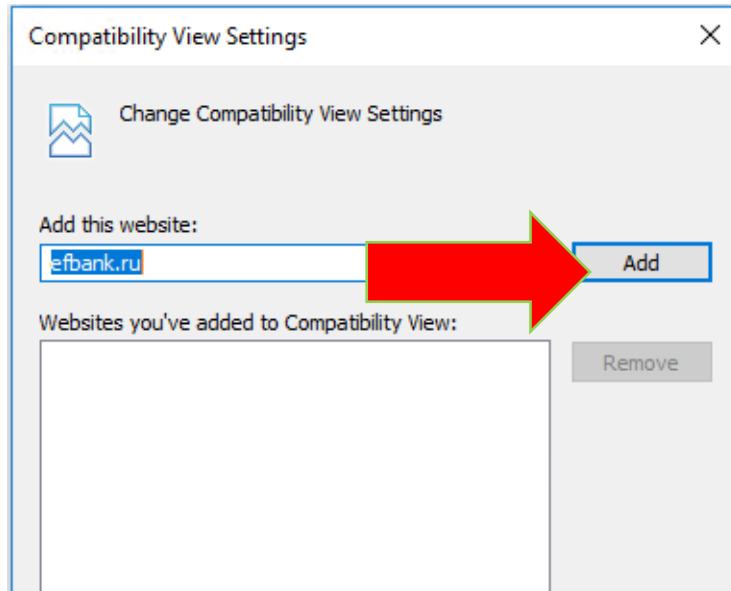 Compatibility View Settings
Change Compatibility View Settings
Add this website:
efbank.ru
Add
Websites you've added to Compatibility View:
Remove